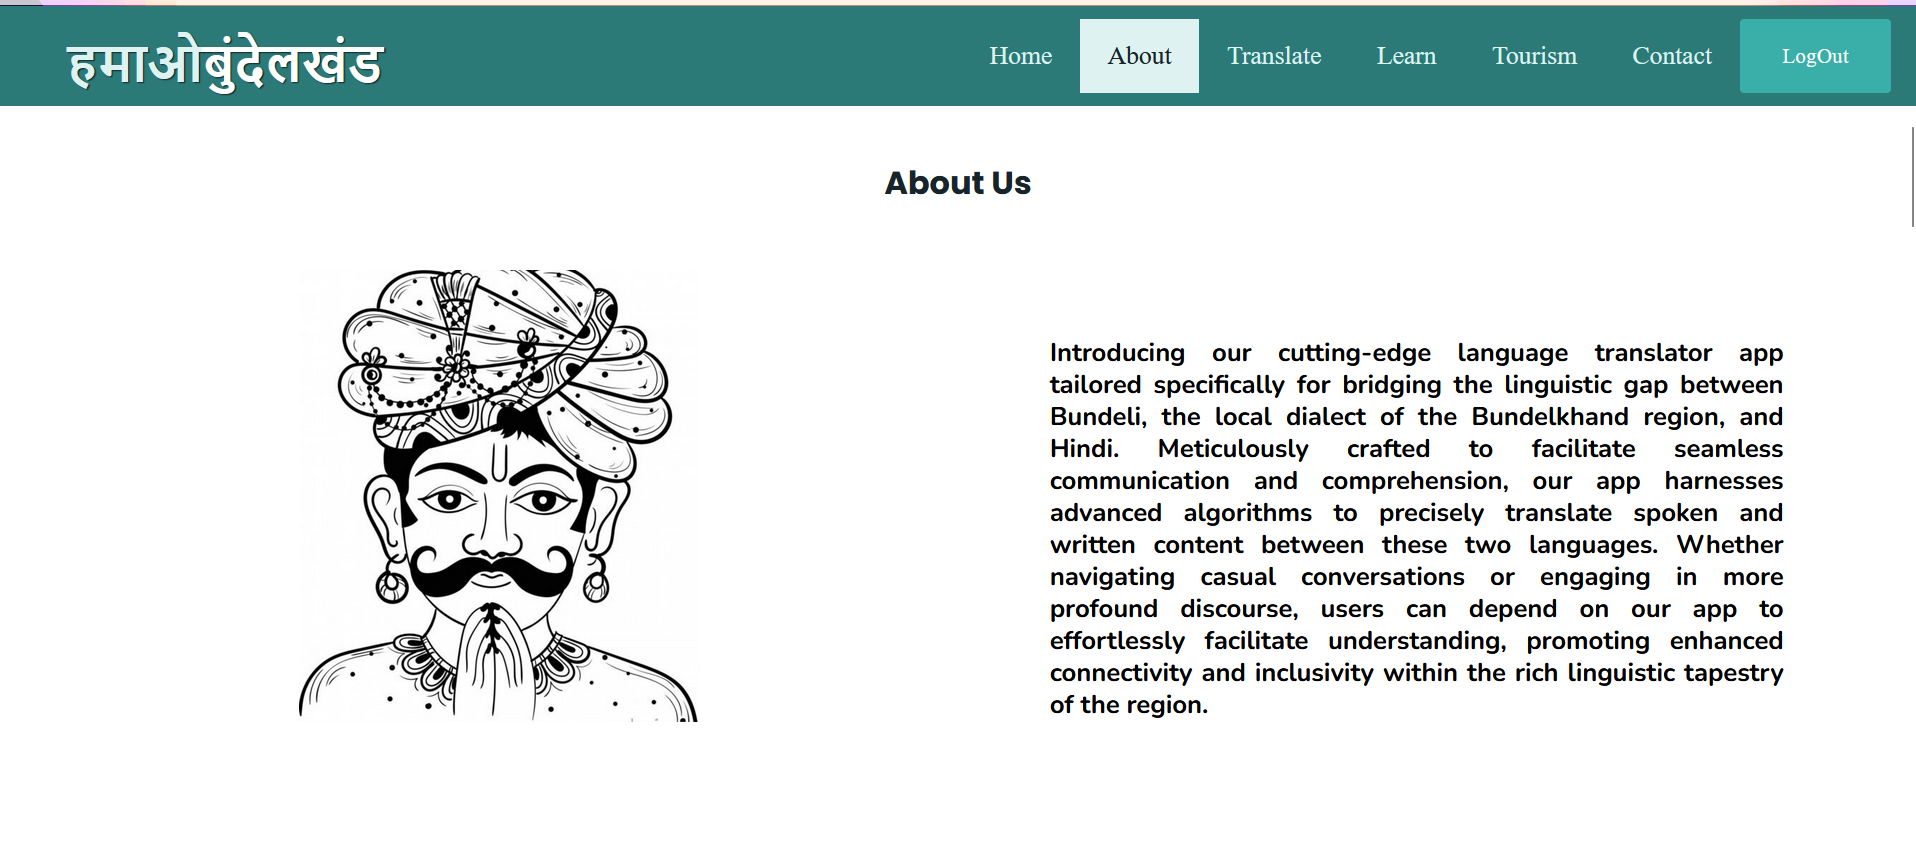 हमाओबुंदेलखंड
Home About Translate Learn Tourism Contact LogOut
About Us
Introducing our cutting-edge language translator app
tailored specifically for bridging the linguistic gap between
Bundeli, the local dialect of the Bundelkhand region, and
Hindi. Meticulously crafted to facilitate seamless
communication and comprehension, our app harnesses
advanced algorithms to precisely translate spoken and
written content between these two languages. Whether
navigating casual conversations or engaging in more
profound discourse, users can depend on our app to
effortlessly facilitate understanding, promoting enhanced
connectivity and inclusivity within the rich linguistic tapestry
of the region.